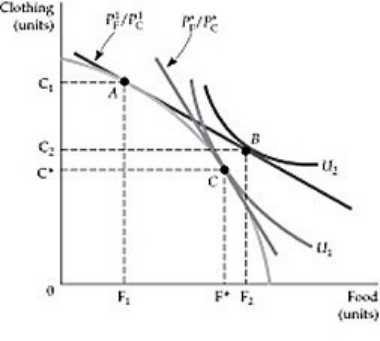 Clothing
(units)
P¹F/P¹C
P*F/P*C
C₁
A
C₂
B
C*
C
U₂
U₁
0
F₁
F*
F₂
Food
(units)